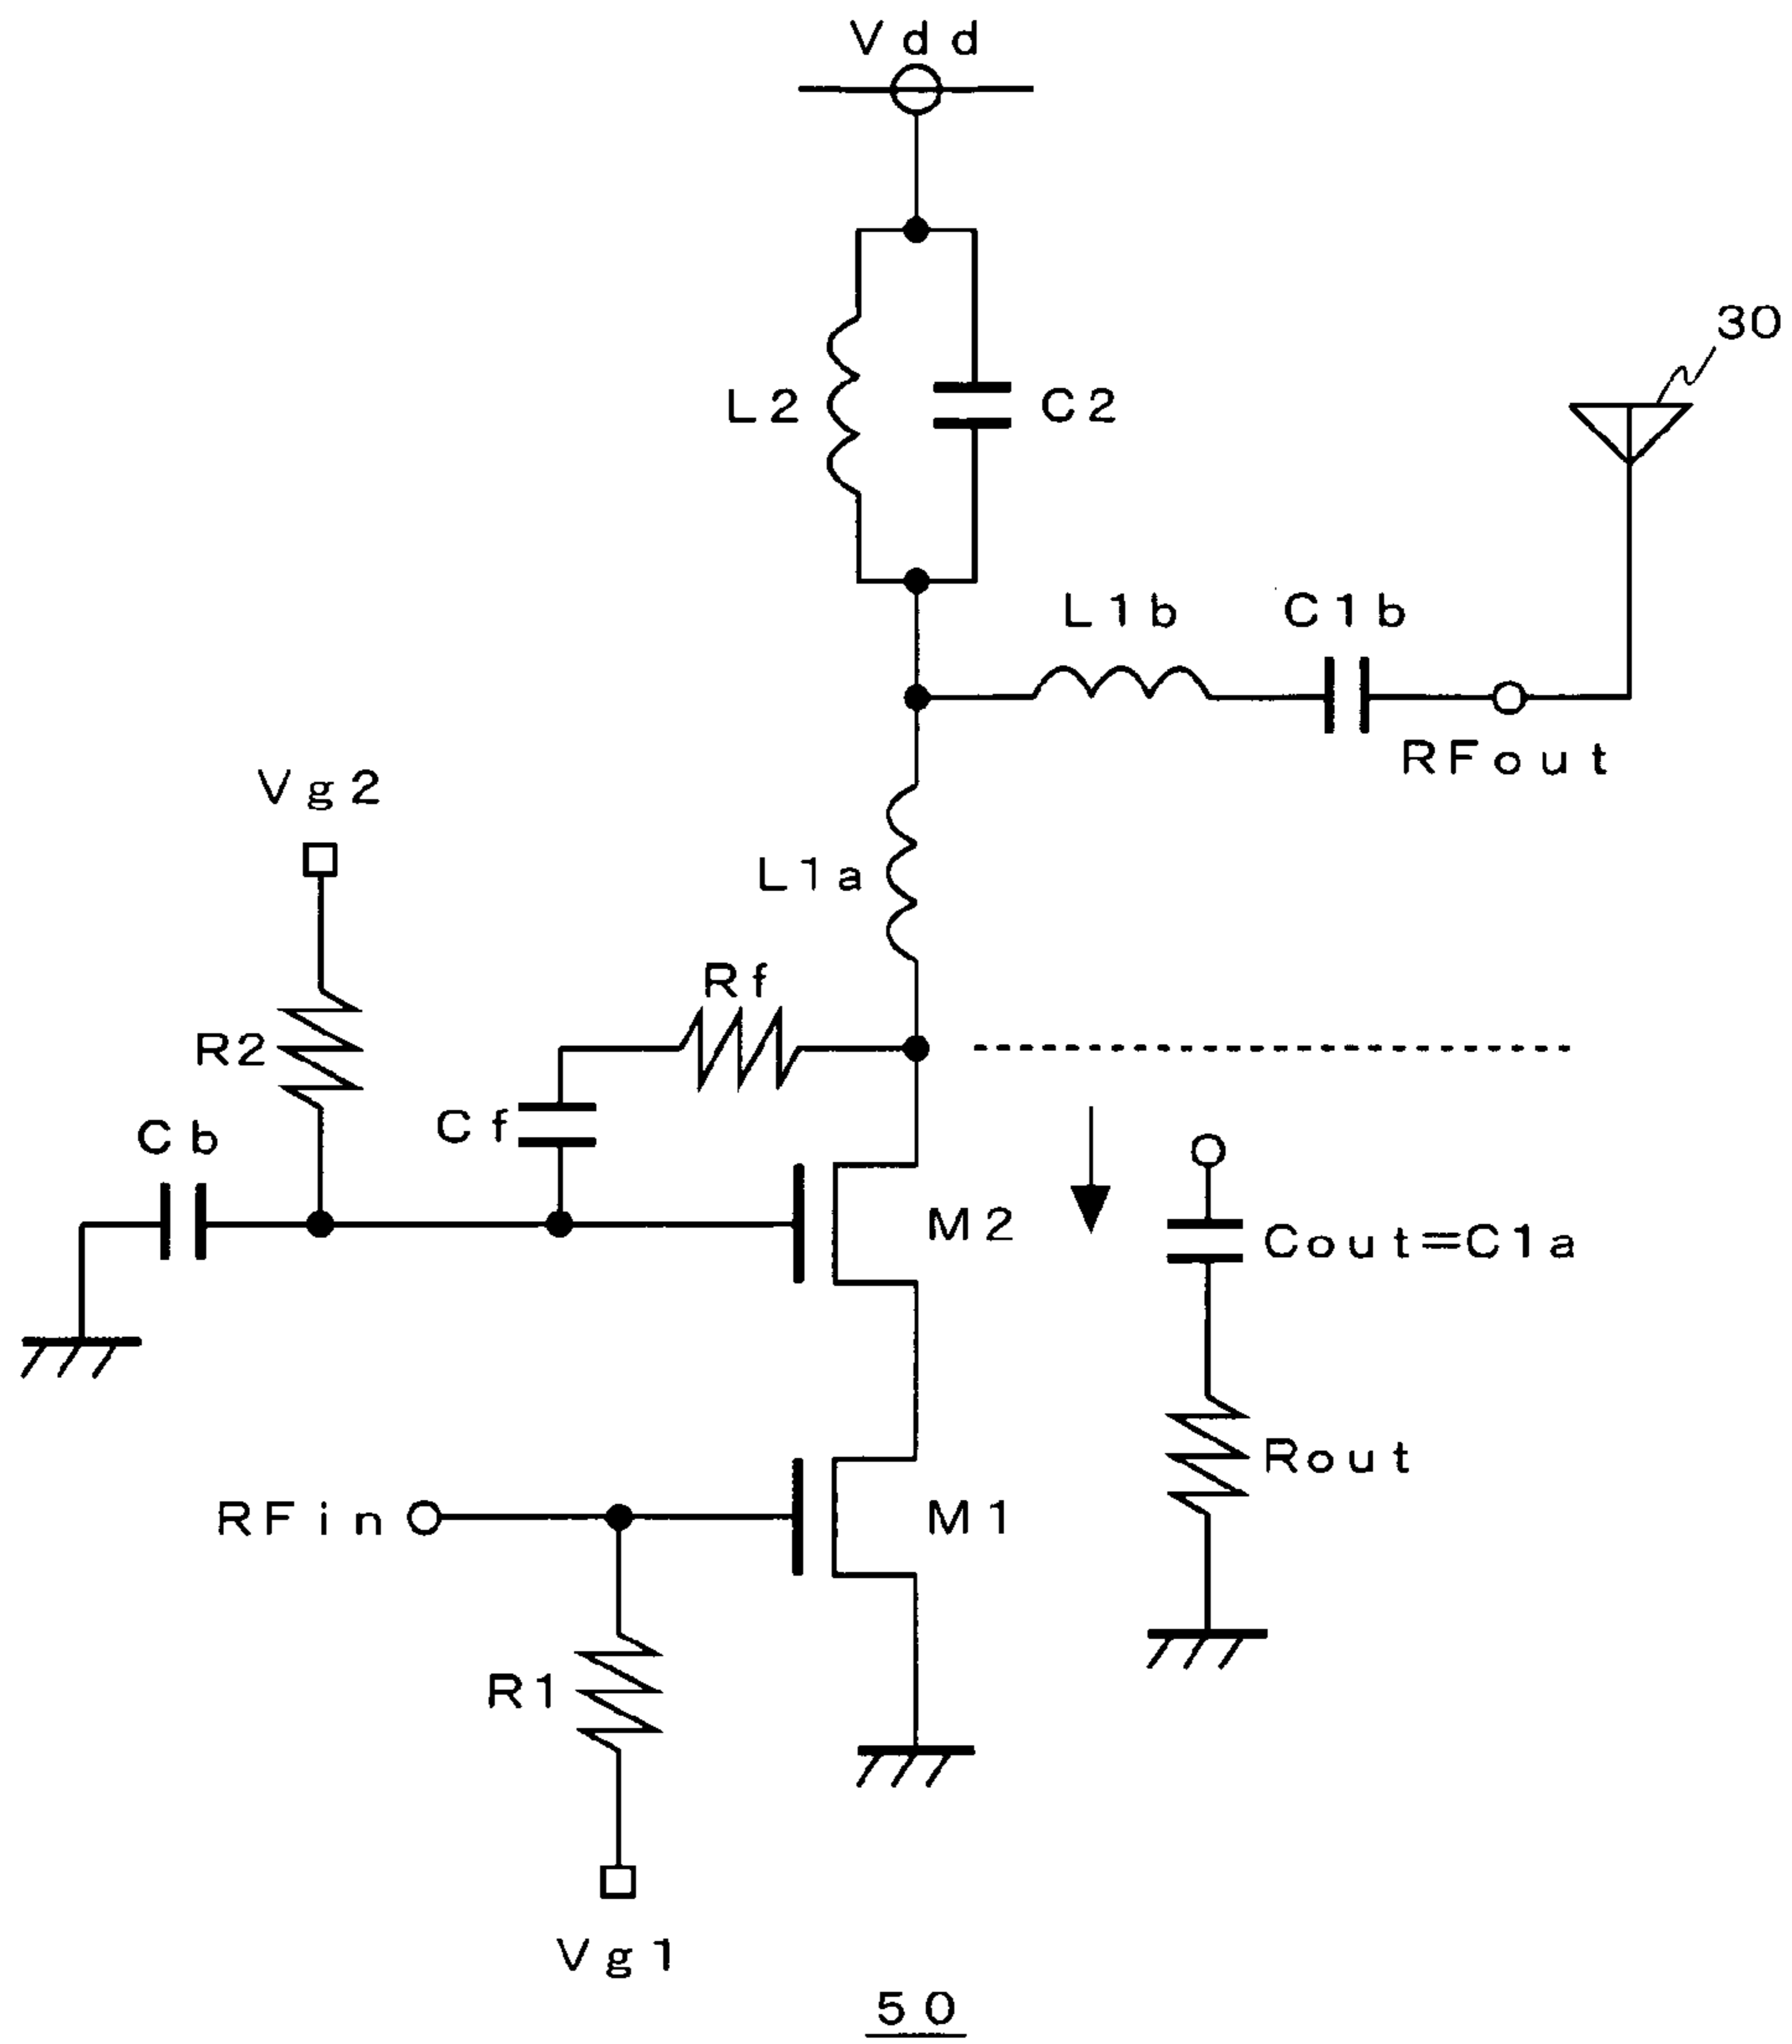 Vdd
30
L2
C2
L1b
C1b
RFout
Vg2
L1a
Rf
R2
Cf
Cb
M2
Cout=C1a
Rout
RFin
M1
R1
Vg1
50